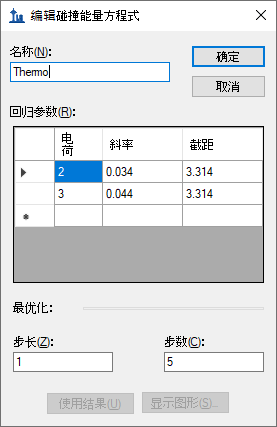 编辑碰撞能量方程式
名称(N):
Thermo
确定
取消
回归参数(R):
电荷 斜率 截距
2 0.034 3.314
3 0.044 3.314
最优化:
步长(Z): 步数(C):
1 5
使用结果(U) 显示图形(S)...